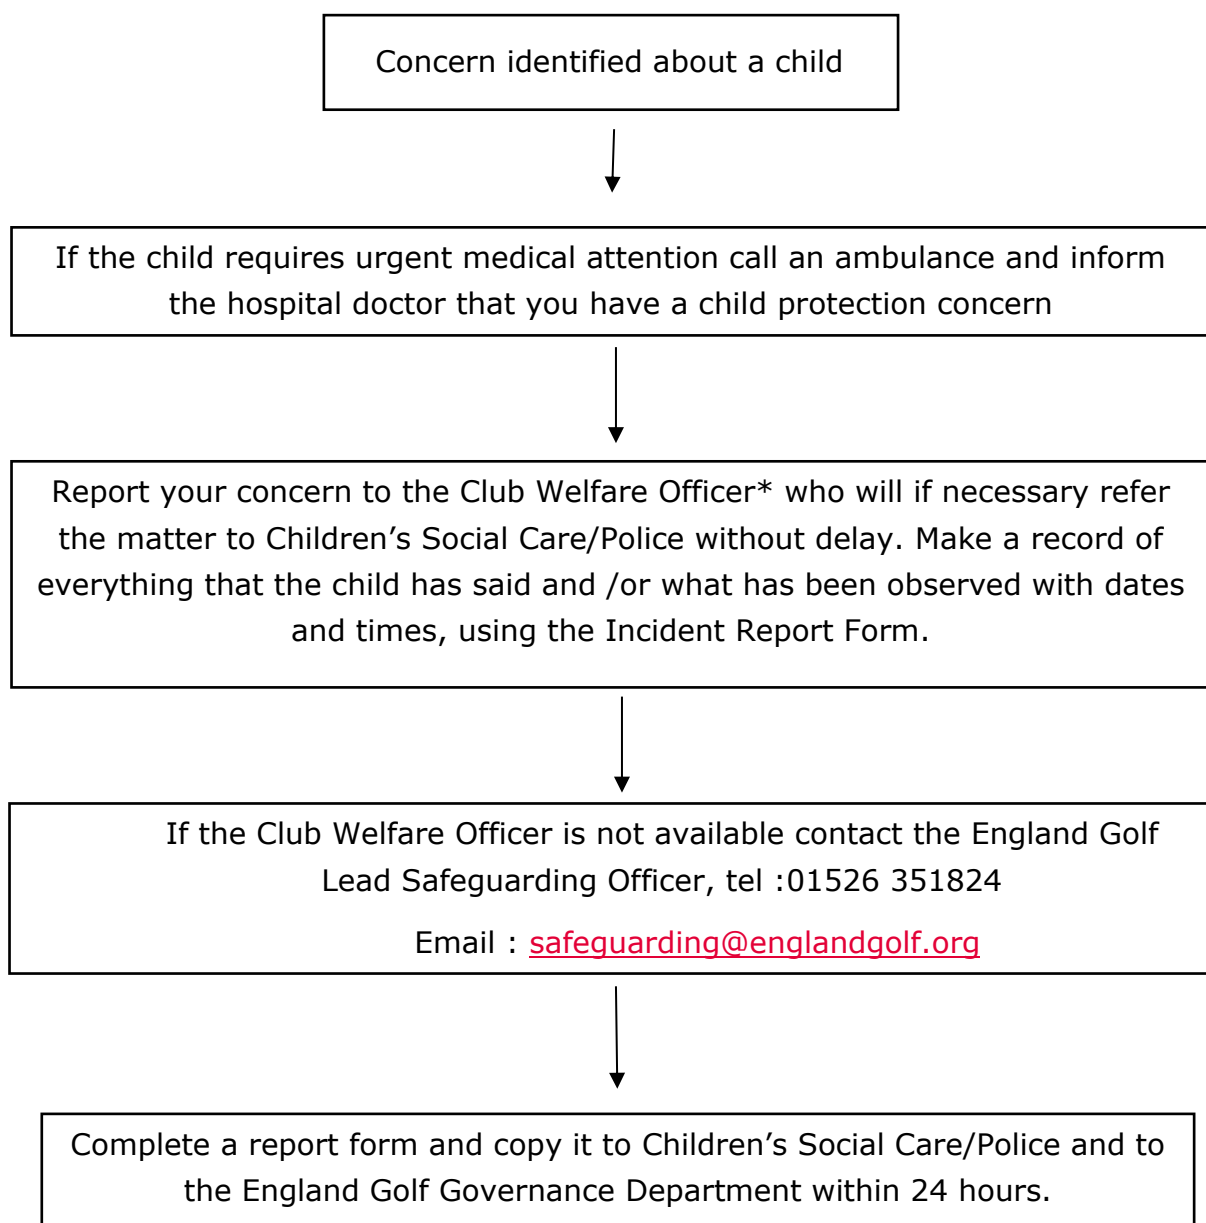 Concern identified about a child
If the child requires urgent medical attention call an ambulance and inform
the hospital doctor that you have a child protection concern
Report your concern to the Club Welfare Officer* who will if necessary refer
the matter to Children’s Social Care/Police without delay. Make a record of
everything that the child has said and /or what has been observed with dates
and times, using the Incident Report Form.
If the Club Welfare Officer is not available contact the England Golf
Lead Safeguarding Officer, tel :01526 351824
Email : safeguarding@englandgolf.org
Complete a report form and copy it to Children’s Social Care/Police and to
the England Golf Governance Department within 24 hours.